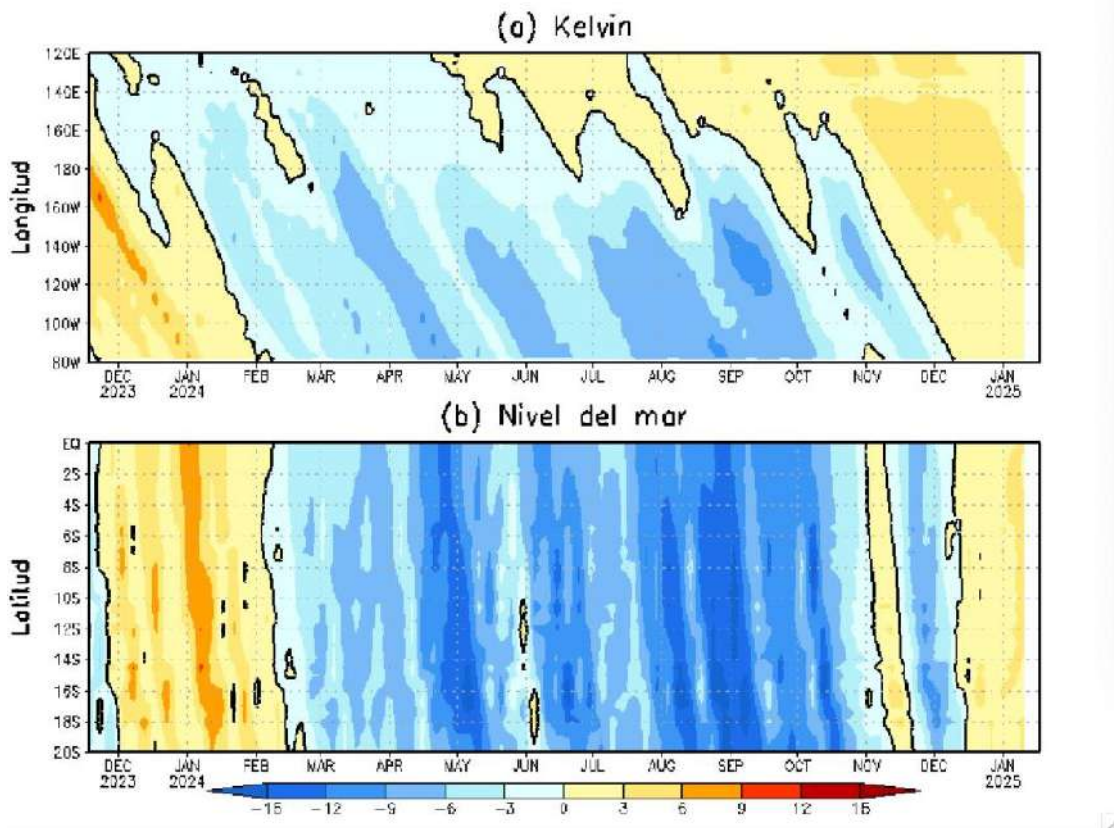 (a) Kelvin
Longitud
120E
140E
160E
180
160W
140W
120W
100W
80W
DEC JAN FEB MAR APR MAY JUN JUL AUG SEP OCT NOV DEC JAN
2023 2024 2025
(b) Nivel del mar
Latitud
EQ
2S
4S
6S
8S
10S
12S
14S
16S
18S
20S
DEC JAN FEB MAR APR MAY JUN JUL AUG SEP OCT NOV DEC JAN
2023 2024 2025
-15 -12 -9 -6 -3 0 3 6 9 12 15